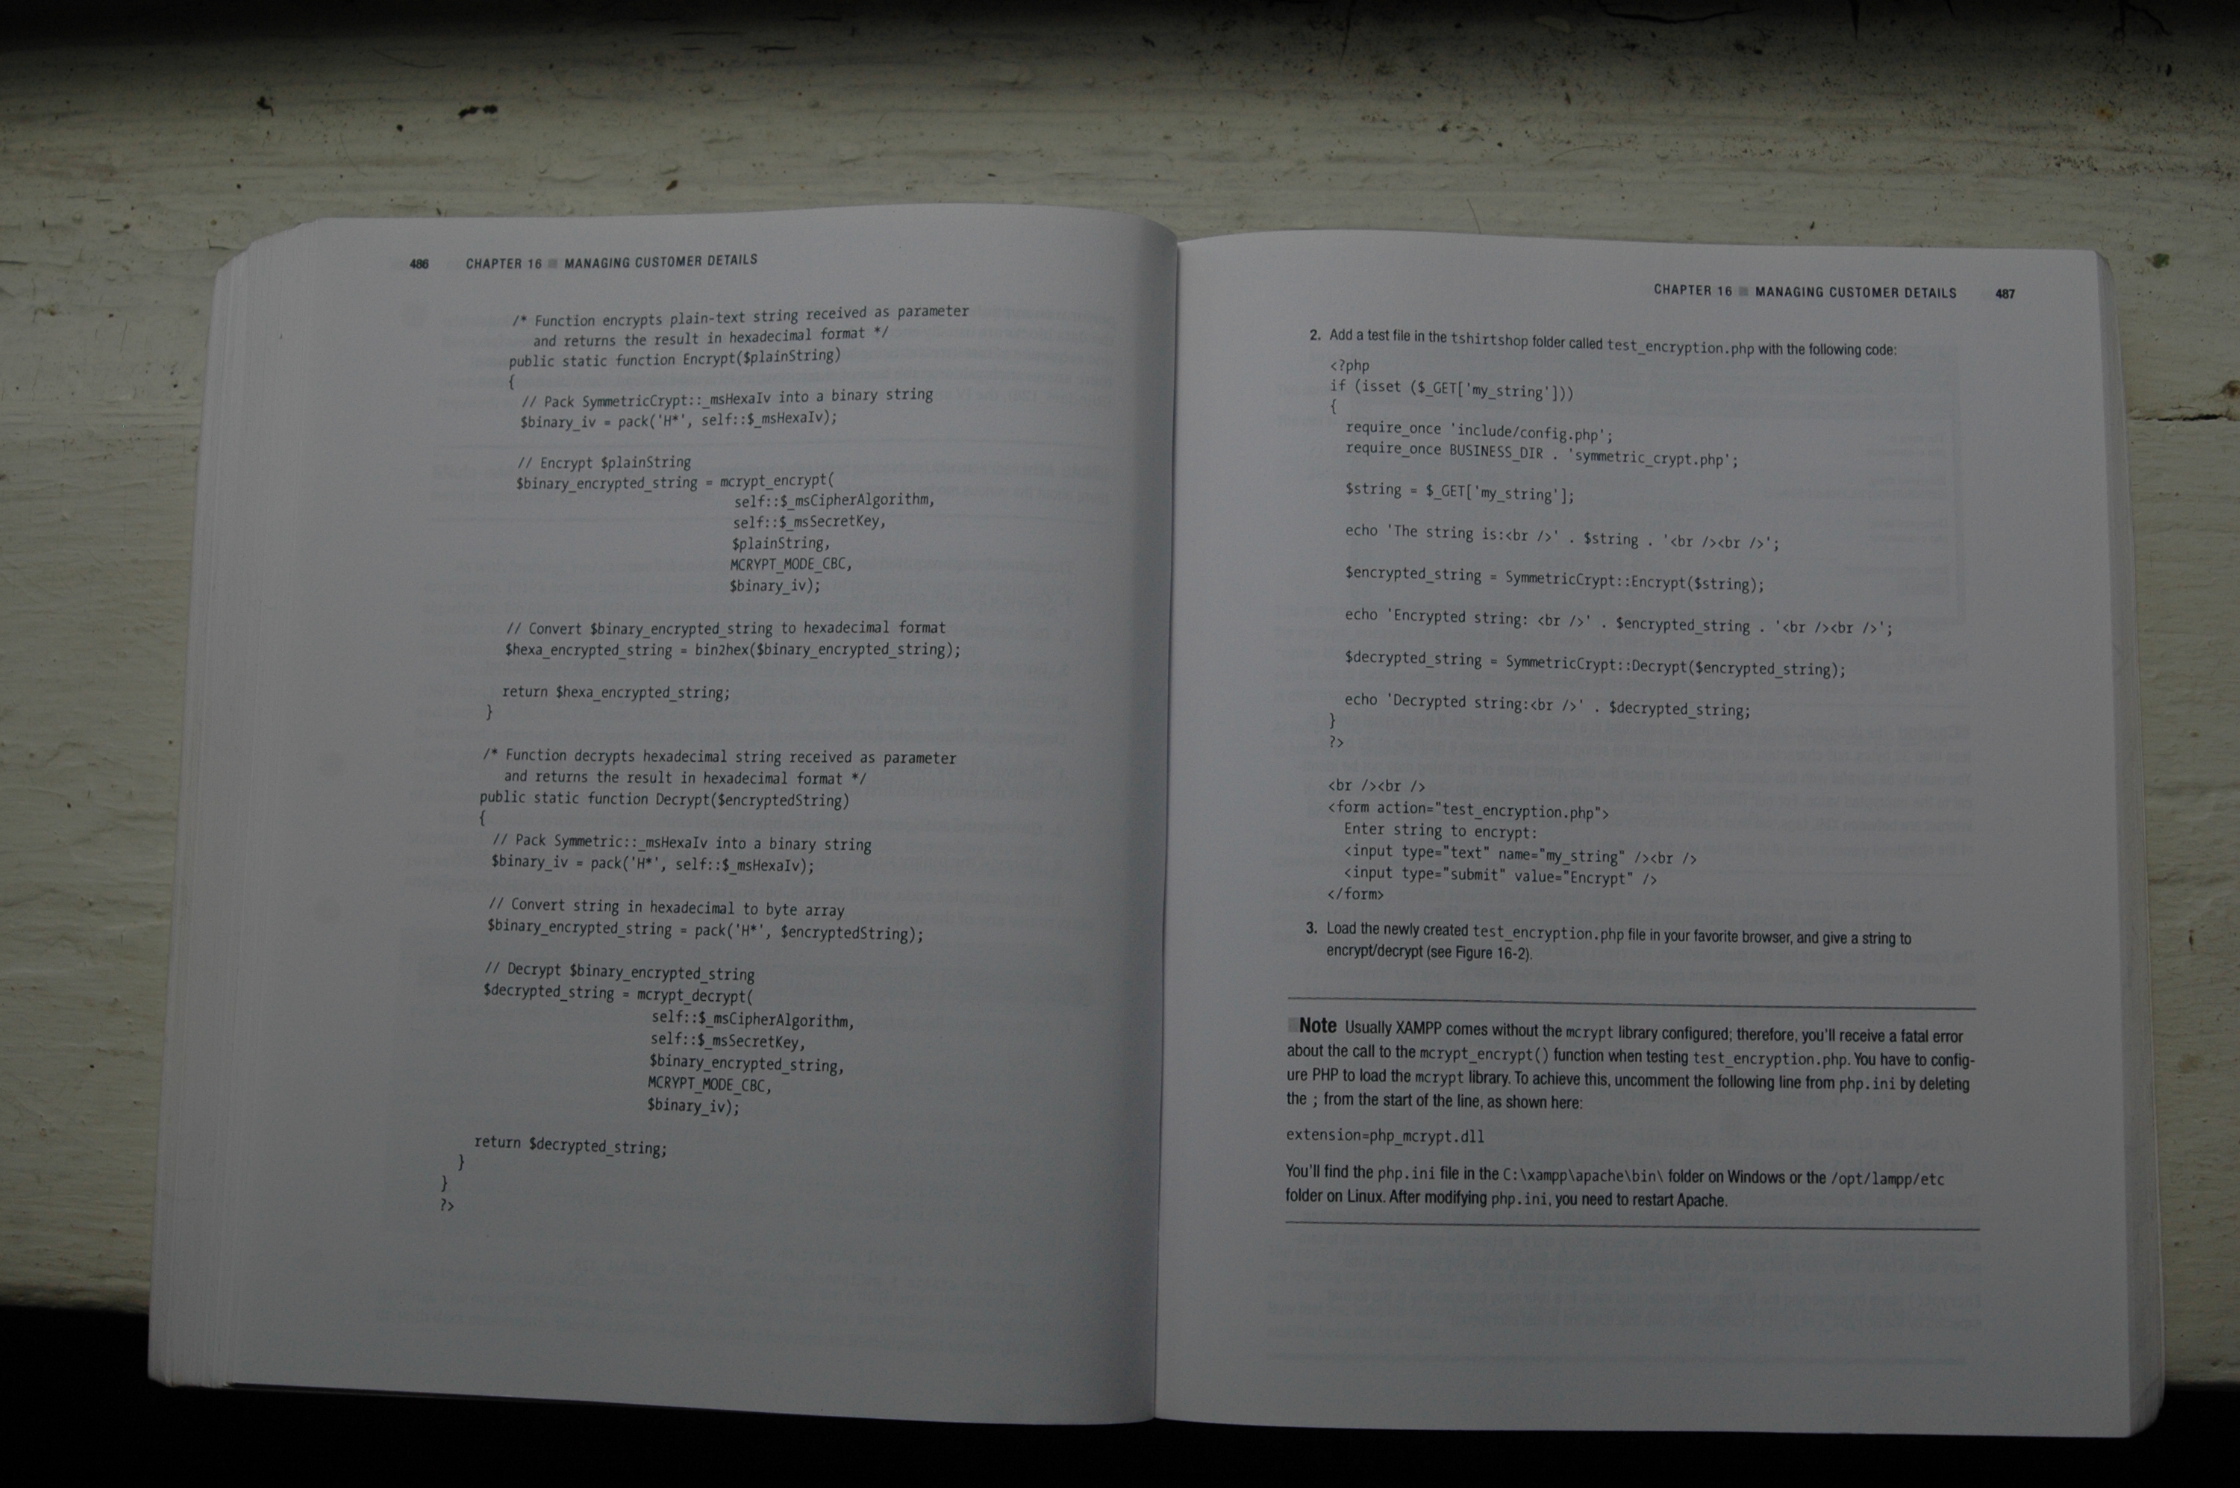 486 CHAPTER 16 ■ MANAGING CUSTOMER DETAILS
/* Function encrypts plain-text string received as parameter
and returns the result in hexadecimal format */
public static function Encrypt($plainString)
{
// Pack SymmetricCrypt::_msHexaIv into a binary string
$binary_iv = pack('H*', self::$_msHexaIv);
// Encrypt $plainString
$binary_encrypted_string = mcrypt_encrypt(
self::$_msCipherAlgorithm,
self::$_msSecretKey,
$plainString,
MCRYPT_MODE_CBC,
$binary_iv);
// Convert $binary_encrypted_string to hexadecimal format
$hexa_encrypted_string = bin2hex($binary_encrypted_string);
return $hexa_encrypted_string;
}
/* Function decrypts hexadecimal string received as parameter
and returns the result in hexadecimal format */
public static function Decrypt($encryptedString)
{
// Pack Symmetric::_msHexaIv into a binary string
$binary_iv = pack('H*', self::$_msHexaIv);
// Convert string in hexadecimal to byte array
$binary_encrypted_string = pack('H*', $encryptedString);
// Decrypt $binary_encrypted_string
$decrypted_string = mcrypt_decrypt(
self::$_msCipherAlgorithm,
self::$_msSecretKey,
$binary_encrypted_string,
MCRYPT_MODE_CBC,
$binary_iv);
return $decrypted_string;
}
}
?>
CHAPTER 16 ■ MANAGING CUSTOMER DETAILS 487
2. Add a test file in the tshirtshop folder called test_encryption.php with the following code:
<?php
if (isset ($_GET['my_string']))
{
require_once 'include/config.php';
require_once BUSINESS_DIR . 'symmetric_crypt.php';
$string = $_GET['my_string'];
echo 'The string is:<br />' . $string . '<br /><br />';
$encrypted_string = SymmetricCrypt::Encrypt($string);
echo 'Encrypted string: <br />' . $encrypted_string . '<br /><br />';
$decrypted_string = SymmetricCrypt::Decrypt($encrypted_string);
echo 'Decrypted string:<br />' . $decrypted_string;
}
?>
<br /><br />
<form action="test_encryption.php">
Enter string to encrypt:
<input type="text" name="my_string" /><br />
<input type="submit" value="Encrypt" />
</form>
3. Load the newly created test_encryption.php file in your favorite browser, and give a string to
encrypt/decrypt (see Figure 16-2).
■ Note Usually XAMPP comes without the mcrypt library configured; therefore, you'll receive a fatal error
about the call to the mcrypt_encrypt() function when testing test_encryption.php. You have to config-
ure PHP to load the mcrypt library. To achieve this, uncomment the following line from php.ini by deleting
the ; from the start of the line, as shown here:
extension=php_mcrypt.dll
You'll find the php.ini file in the C:\xampp\apache\bin\ folder on Windows or the /opt/lampp/etc
folder on Linux. After modifying php.ini, you need to restart Apache.